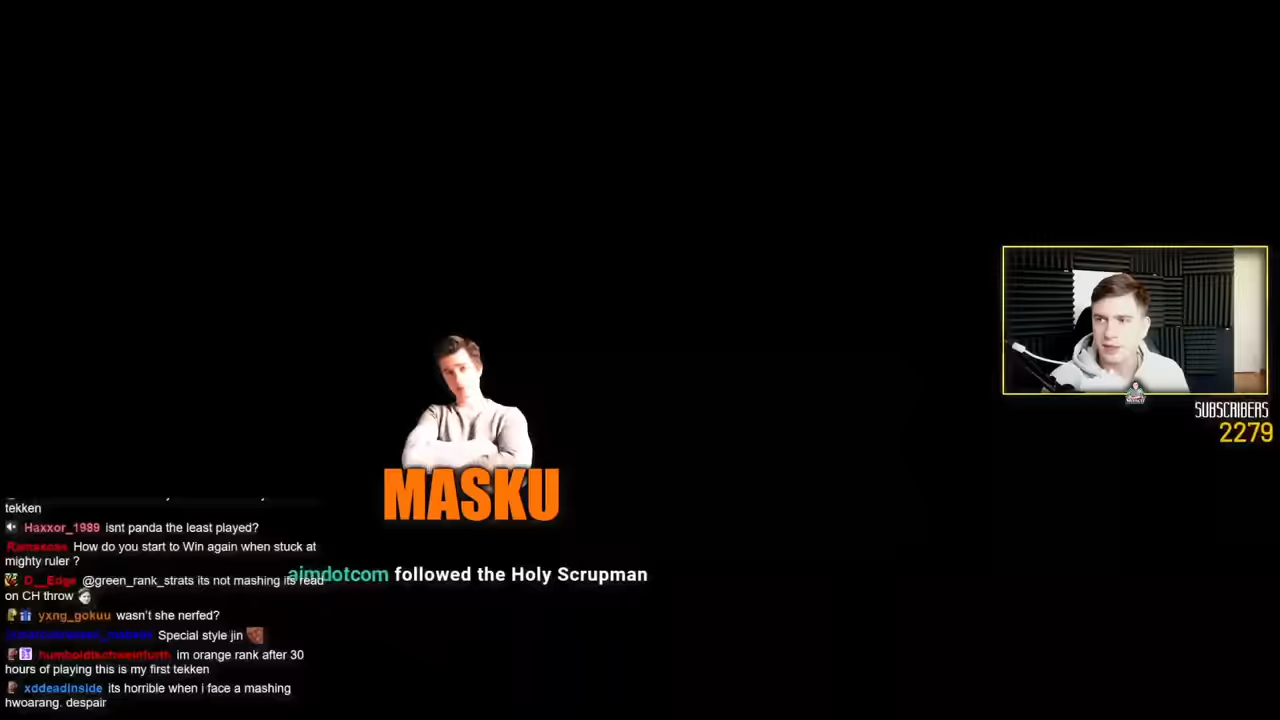 tekken
Haxxor_1989 isnt panda the least played?
How do you start to Win again when stuck at
mighty ruler ?
D__Edge @green_rank_strats its not mashing its read
on CH throw
yxng_gokuu wasn't she nerfed?
Special style jin
humboldtschweinfurth im orange rank after 30
hours of playing this is my first tekken
xddeadinside its horrible when i face a mashing
hwoarang. despair
MASKU
aimdotcom followed the Holy Scrupman
SUBSCRIBERS
2279